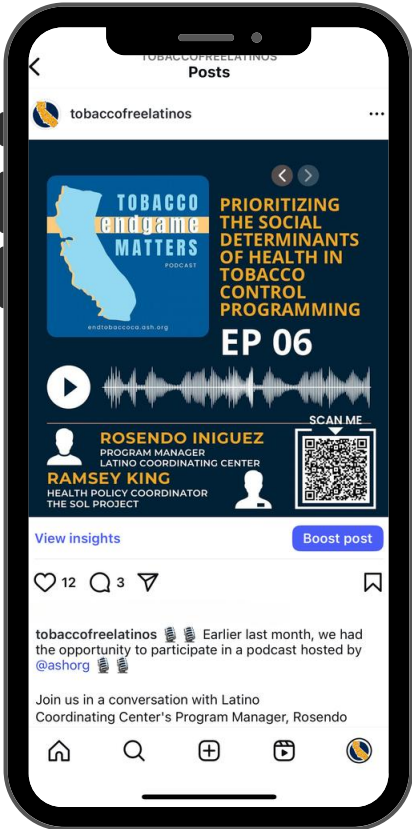 TOBACCOFREELATINOS
Posts
tobaccofreelatinos
TOBACCO
endgame
MATTERS
PODCAST
endtobaccoca.ash.org
PRIORITIZING
THE SOCIAL
DETERMINANTS
OF HEALTH IN
TOBACCO
CONTROL
PROGRAMMING
EP 06
SCAN ME
ROSENDO INIGUEZ
PROGRAM MANAGER
LATINO COORDINATING CENTER
RAMSEY KING
HEALTH POLICY COORDINATOR
THE SOL PROJECT
View insights
Boost post
12
3
tobaccofreelatinos 🎙️🎙️ Earlier last month, we had
the opportunity to participate in a podcast hosted by
@ashorg 🎙️🎙️
Join us in a conversation with Latino
Coordinating Center's Program Manager, Rosendo